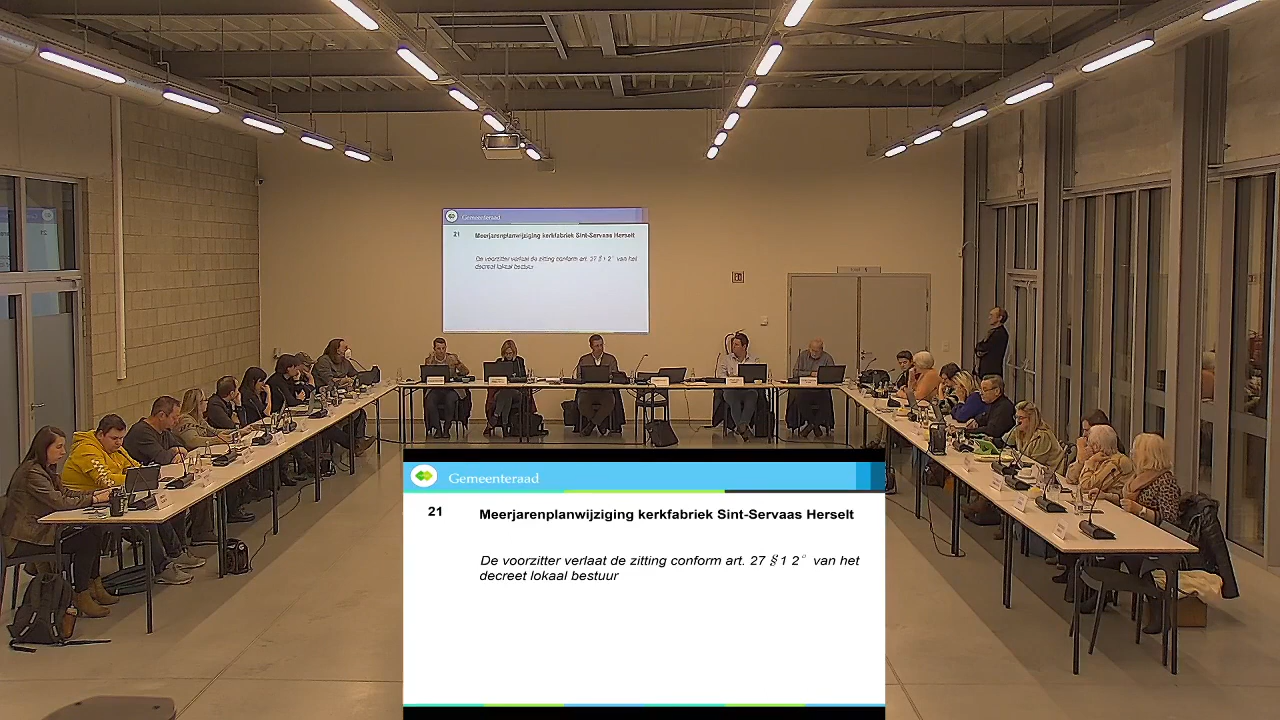 Gemeenteraad
21 Meerjarenplanwijziging kerkfabriek Sint-Servaas Herselt
De voorzitter verlaat de zitting conform art. 27 § 1 2° van het
decreet lokaal bestuur
Gemeenteraad
21 Meerjarenplanwijziging kerkfabriek Sint-Servaas Herselt
De voorzitter verlaat de zitting conform art. 27 § 1 2° van het
decreet lokaal bestuur